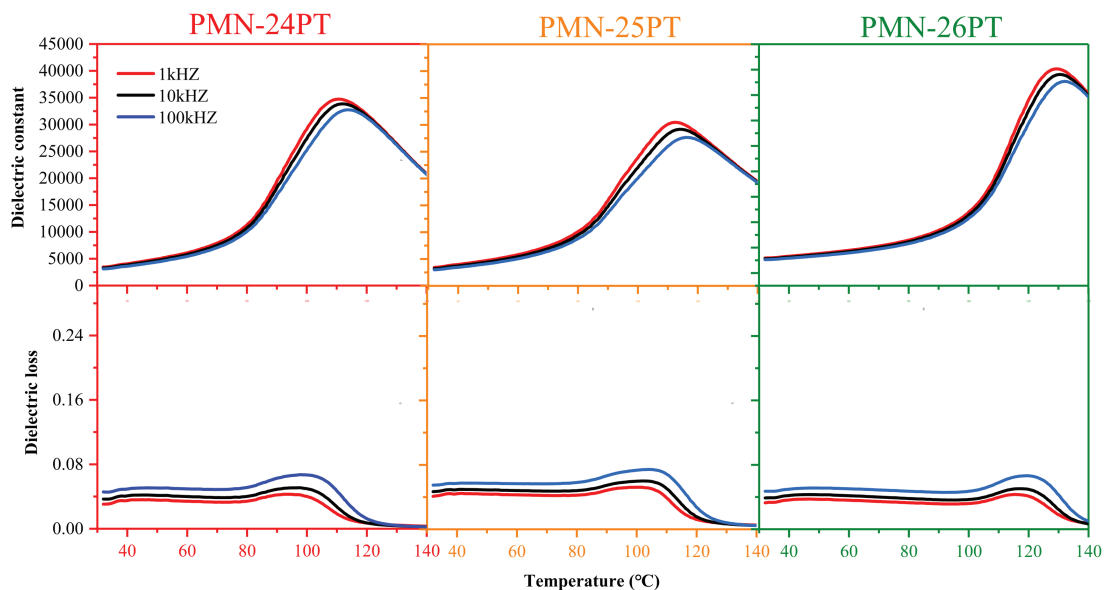 PMN-24PT PMN-25PT PMN-26PT
45000
40000
35000
30000
25000
20000
15000
10000
5000
0
Dielectric constant
1kHZ
10kHZ
100kHZ
0.24
0.16
0.08
0.00
Dielectric loss
40 60 80 100 120 140 40 60 80 100 120 140 40 60 80 100 120 140
Temperature (℃)